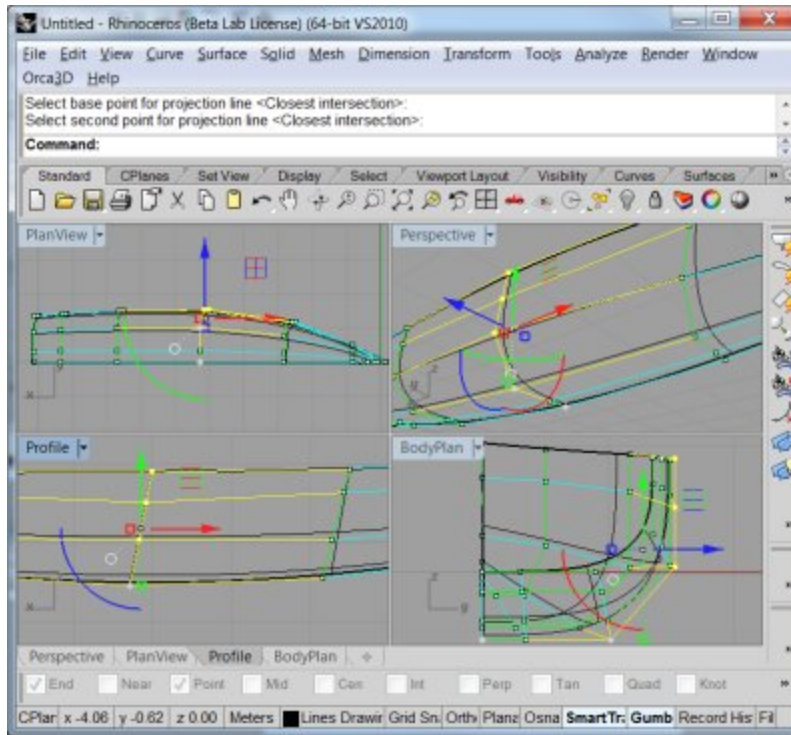 Untitled - Rhinoceros (Beta Lab License) (64-bit VS2010)
File Edit View Curve Surface Solid Mesh Dimension Transform Tools Analyze Render Window
Orca3D Help
Select base point for projection line <Closest intersection>:
Select second point for projection line <Closest intersection>:
Command:
Standard CPlanes Set View Display Select Viewport Layout Visibility Curves Surfaces
PlanView Perspective
x y
z y
Profile BodyPlan
x
z y
Perspective PlanView Profile BodyPlan
End Near Point Mid Cen Int Perp Tan Quad Knot
CPlar x -4.06 y -0.62 z 0.00 Meters Lines Drawir Grid Sn. Orth Plana Osna SmartTr: Gumb Record His Fil